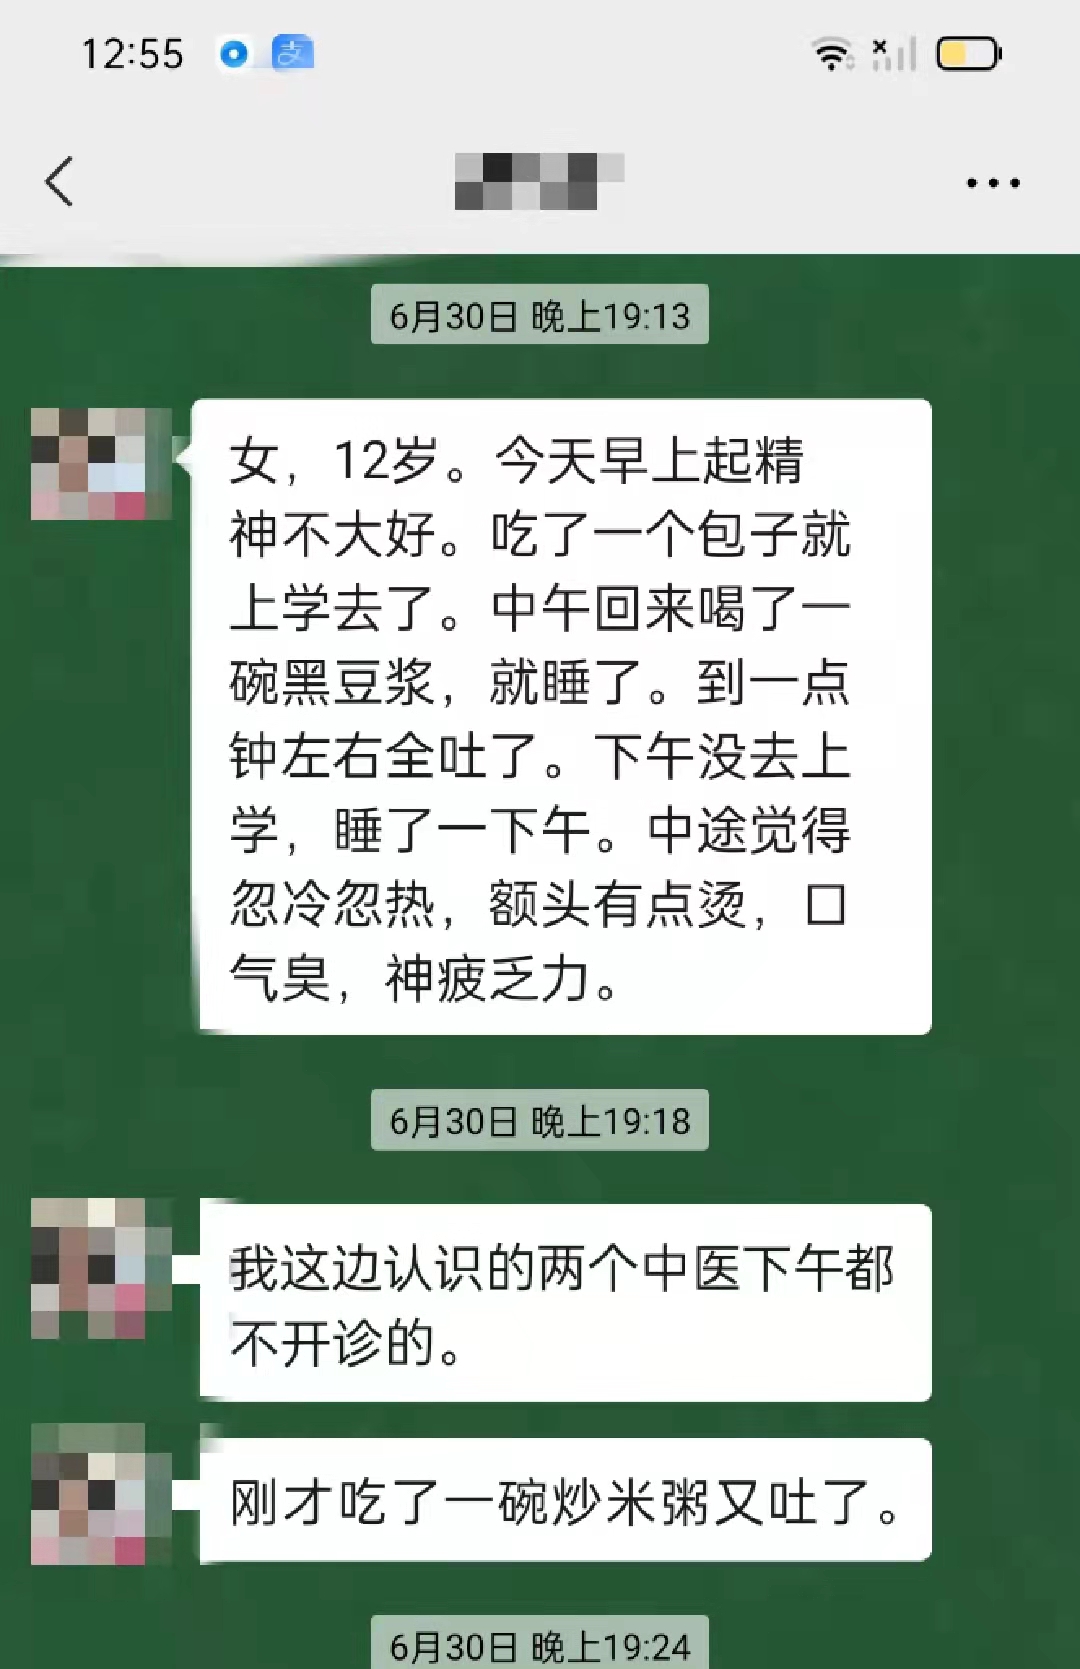 12:55
支
6月30日 晚上19:13
女，12岁。今天早上起精
神不大好。吃了一个包子就
上学去了。中午回来喝了一
碗黑豆浆，就睡了。到一点
钟左右全吐了。下午没去上
学，睡了一下午。中途觉得
忽冷忽热，额头有点烫，口
气臭，神疲乏力。
6月30日 晚上19:18
我这边认识的两个中医下午都
不开诊的。
刚才吃了一碗炒米粥又吐了。
6月30日 晚上19:24